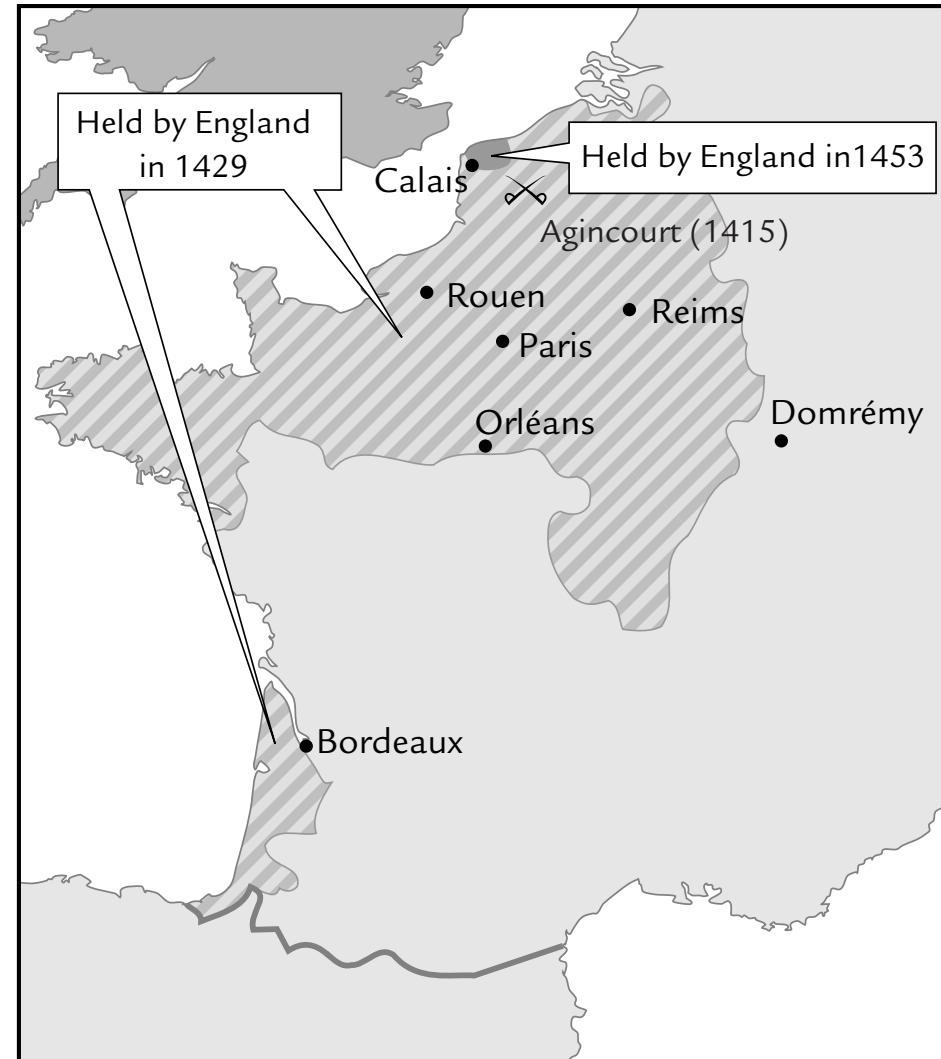 Held by England
in 1429
Held by England in1453
Calais
Agincourt (1415)
Rouen
Reims
Paris
Orléans
Domrémy
Bordeaux